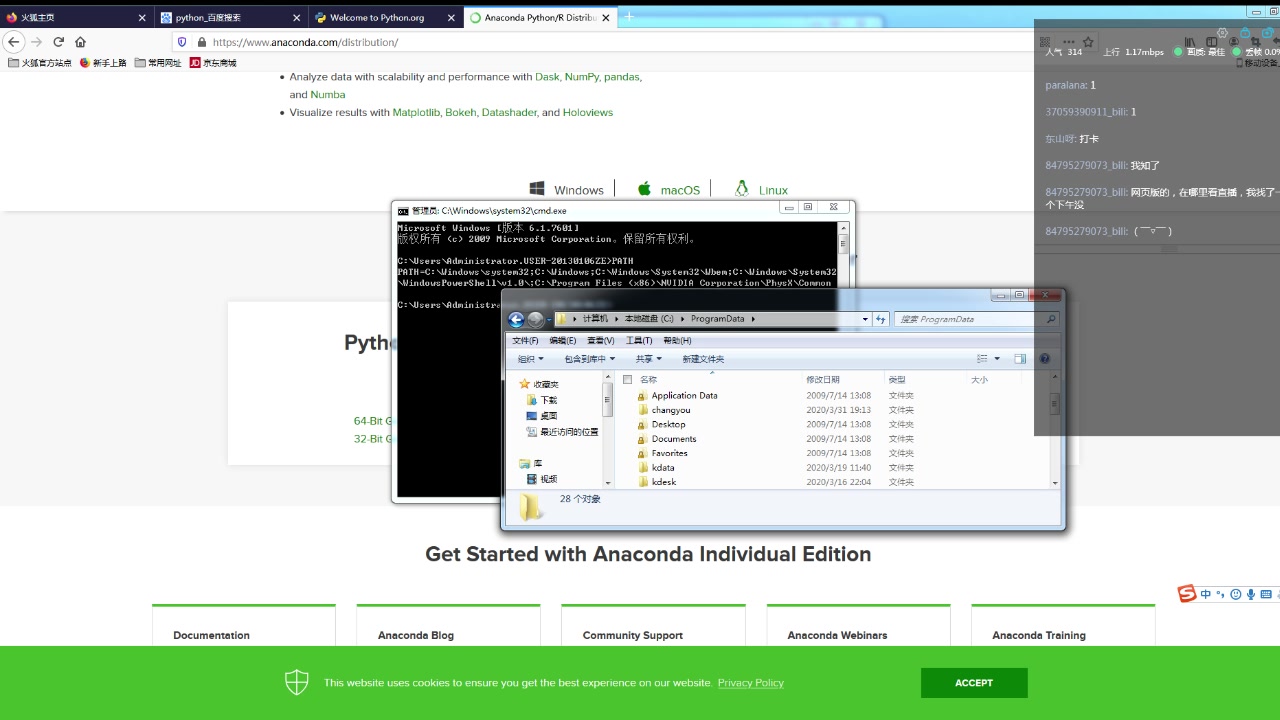 火狐主页
python_百度搜索
Welcome to Python.org
Anaconda Python/R Distribu
https://www.anaconda.com/distribution/
火狐官方站点 新手上路 常用网址 京东商城
移动设备
人气 314 上行 1.17mbps 画质: 最佳 丢帧 0.0%
paralana: 1
37059390911_bili: 1
东山呀: 打卡
84795279073_bili: 我知了
84795279073_bili: 网页版的，在哪里看直播，我找了一
个下午没
84795279073_bili: (￣▽￣)
Analyze data with scalability and performance with Dask, NumPy, pandas,
and Numba
Visualize results with Matplotlib, Bokeh, Datashader, and Holoviews
Windows macOS Linux
管理员: C:\Windows\system32\cmd.exe
Microsoft Windows [版本 6.1.7601]
版权所有 (c) 2009 Microsoft Corporation。保留所有权利。
C:\Users\Administrator.USER-20130106ZE>PATH
PATH=C:\Windows\system32;C:\Windows;C:\Windows\System32\Wbem;C:\Windows\System32
\WindowsPowerShell\v1.0\;C:\Program Files (x86)\NVIDIA Corporation\PhysX\Common
C:\Users\Administra
Pytho
64-Bit G
32-Bit G
计算机 本地磁盘 (C:) ProgramData
搜索 ProgramData
文件(F) 编辑(E) 查看(V) 工具(T) 帮助(H)
组织 包含到库中 共享 新建文件夹
收藏夹
下载
桌面
最近访问的位置
库
视频
名称 修改日期 类型 大小
Application Data 2009/7/14 13:08 文件夹
changyou 2020/3/31 19:13 文件夹
Desktop 2009/7/14 13:08 文件夹
Documents 2009/7/14 13:08 文件夹
Favorites 2009/7/14 13:08 文件夹
kdata 2020/3/19 11:40 文件夹
kdesk 2020/3/16 22:04 文件夹
28 个对象
Get Started with Anaconda Individual Edition
中
Documentation
Anaconda Blog
Community Support
Anaconda Webinars
Anaconda Training
This website uses cookies to ensure you get the best experience on our website. Privacy Policy
ACCEPT